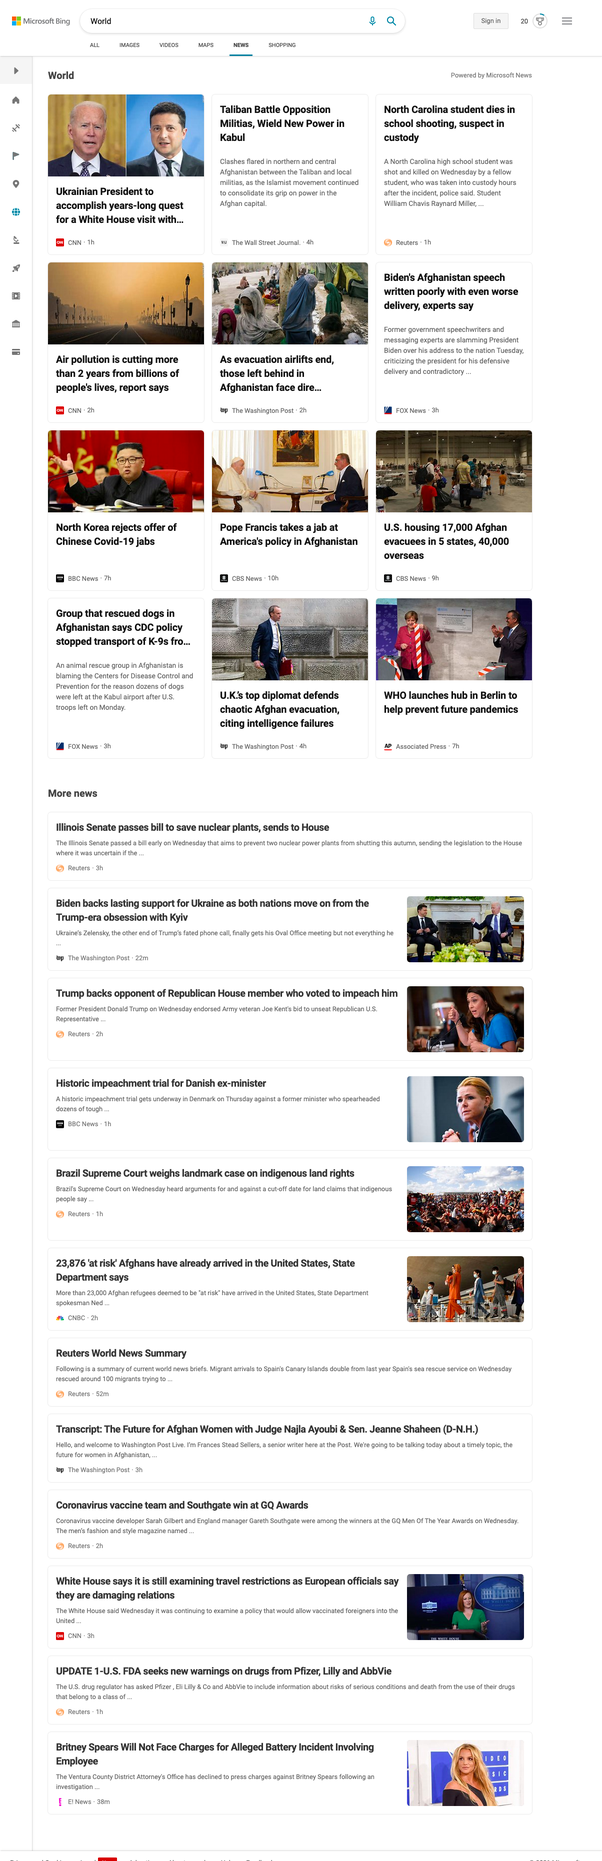 Microsoft Bing
World
Sign in
20
ALL
IMAGES
VIDEOS
MAPS
NEWS
SHOPPING
World
Powered by Microsoft News
Ukrainian President to
accomplish years-long quest
for a White House visit with...
CNN · 1h
Taliban Battle Opposition
Militias, Wield New Power in
Kabul
Clashes flared in northern and central
Afghanistan between the Taliban and local
militias, as the Islamist movement continued
to consolidate its grip on power in the
Afghan capital.
The Wall Street Journal. · 4h
North Carolina student dies in
school shooting, suspect in
custody
A North Carolina high school student was
shot and killed on Wednesday by a fellow
student, who was taken into custody hours
after the incident, police said. Student
William Chavis Raynard Miller, ...
Reuters · 1h
Air pollution is cutting more
than 2 years from billions of
people's lives, report says
CNN · 2h
As evacuation airlifts end,
those left behind in
Afghanistan face dire...
The Washington Post · 2h
Biden's Afghanistan speech
written poorly with even worse
delivery, experts say
Former government speechwriters and
messaging experts are slamming President
Biden over his address to the nation Tuesday,
criticizing the president for his defensive
delivery and contradictory ...
FOX News · 3h
North Korea rejects offer of
Chinese Covid-19 jabs
BBC News · 7h
Pope Francis takes a jab at
America's policy in Afghanistan
CBS News · 10h
U.S. housing 17,000 Afghan
evacuees in 5 states, 40,000
overseas
CBS News · 9h
Group that rescued dogs in
Afghanistan says CDC policy
stopped transport of K-9s fro...
An animal rescue group in Afghanistan is
blaming the Centers for Disease Control and
Prevention for the reason dozens of dogs
were left at the Kabul airport after U.S.
troops left on Monday.
FOX News · 3h
U.K.'s top diplomat defends
chaotic Afghan evacuation,
citing intelligence failures
The Washington Post · 4h
WHO launches hub in Berlin to
help prevent future pandemics
AP
Associated Press · 7h
More news
Illinois Senate passes bill to save nuclear plants, sends to House
The Illinois Senate passed a bill early on Wednesday that aims to prevent two nuclear power plants from shutting this autumn, sending the legislation to the House
where it was uncertain if the ...
Reuters · 3h
Biden backs lasting support for Ukraine as both nations move on from the
Trump-era obsession with Kyiv
Ukraine's Zelensky, the other end of Trump's fated phone call, finally gets his Oval Office meeting but not everything he
...
The Washington Post · 22m
Trump backs opponent of Republican House member who voted to impeach him
Former President Donald Trump on Wednesday endorsed Army veteran Joe Kent's bid to unseat Republican U.S.
Representative ...
Reuters · 2h
Historic impeachment trial for Danish ex-minister
A historic impeachment trial gets underway in Denmark on Thursday against a former minister who spearheaded
dozens of tough ...
BBC News · 1h
Brazil Supreme Court weighs landmark case on indigenous land rights
Brazil's Supreme Court on Wednesday heard arguments for and against a cut-off date for land claims that indigenous
people say ...
Reuters · 1h
23,876 'at risk' Afghans have already arrived in the United States, State
Department says
More than 23,000 Afghan refugees deemed to be "at risk" have arrived in the United States, State Department
spokesman Ned ...
CNBC · 2h
Reuters World News Summary
Following is a summary of current world news briefs. Migrant arrivals to Spain's Canary Islands double from last year Spain's sea rescue service on Wednesday
rescued around 100 migrants trying to ...
Reuters · 52m
Transcript: The Future for Afghan Women with Judge Najla Ayoubi & Sen. Jeanne Shaheen (D-N.H.)
Hello, and welcome to Washington Post Live. I'm Frances Stead Sellers, a senior writer here at the Post. We're going to be talking today about a timely topic, the
future for women in Afghanistan, ...
The Washington Post · 3h
Coronavirus vaccine team and Southgate win at GQ Awards
Coronavirus vaccine developer Sarah Gilbert and England manager Gareth Southgate were among the winners at the GQ Men Of The Year Awards on Wednesday.
The men's fashion and style magazine named ...
Reuters · 2h
White House says it is still examining travel restrictions as European officials say
they are damaging relations
The White House said Wednesday it was continuing to examine a policy that would allow vaccinated foreigners into the
United ...
CNN · 3h
UPDATE 1-U.S. FDA seeks new warnings on drugs from Pfizer, Lilly and AbbVie
The U.S. drug regulator has asked Pfizer , Eli Lilly & Co and AbbVie to include information about risks of serious conditions and death from the use of their drugs
that belong to a class of ...
Reuters · 1h
Britney Spears Will Not Face Charges for Alleged Battery Incident Involving
Employee
The Ventura County District Attorney's Office has declined to press charges against Britney Spears following an
investigation ...
E! News · 38m